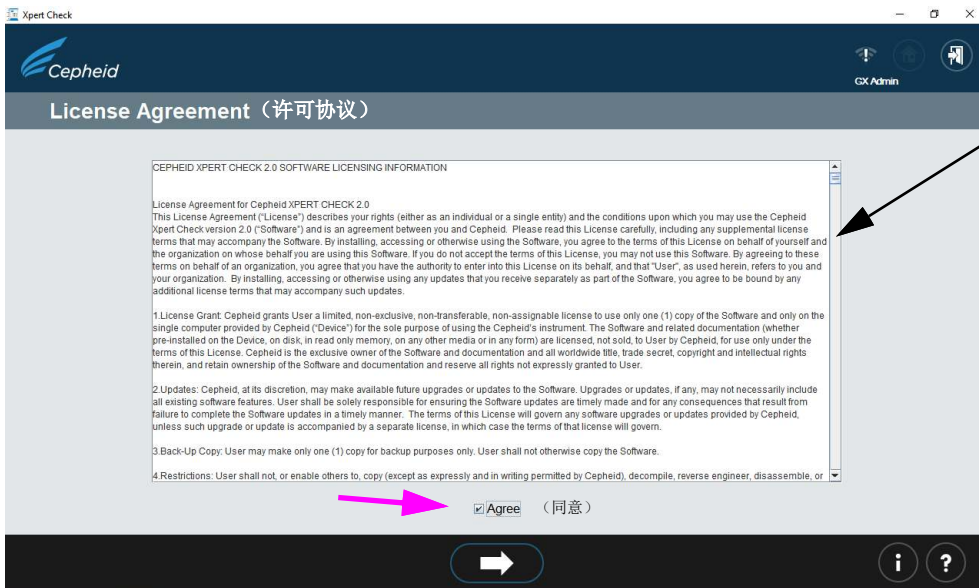 Xpert Check
Cepheid
GX Admin
License Agreement（许可协议）
CEPHEID XPERT CHECK 2.0 SOFTWARE LICENSING INFORMATION
License Agreement for Cepheid XPERT CHECK 2.0
This License Agreement ("License") describes your rights (either as an individual or a single entity) and the conditions upon which you may use the Cepheid
Xpert Check version 2.0 ("Software") and is an agreement between you and Cepheid. Please read this License carefully, including any supplemental license
terms that may accompany the Software. By installing, accessing or otherwise using the Software, you agree to the terms of this License on behalf of yourself and
the organization on whose behalf you are using this Software. If you do not accept the terms of this License, you may not use this Software. By agreeing to these
terms on behalf of an organization, you agree that you have the authority to enter into this License on its behalf, and that "User", as used herein, refers to you and
your organization. By installing, accessing or otherwise using any updates that you receive separately as part of the Software, you agree to be bound by any
additional license terms that may accompany such updates.
1.License Grant: Cepheid grants User a limited, non-exclusive, non-transferable, non-assignable license to use only one (1) copy of the Software and only on the
single computer provided by Cepheid ("Device") for the sole purpose of using the Cepheid's instrument. The Software and related documentation (whether
pre-installed on the Device, on disk, in read only memory, on any other media or in any form) are licensed, not sold, to User by Cepheid, for use only under the
terms of this License. Cepheid is the exclusive owner of the Software and documentation and all worldwide title, trade secret, copyright and intellectual rights
therein, and retain ownership of the Software and documentation and reserve all rights not expressly granted to User.
2.Updates: Cepheid, at its discretion, may make available future upgrades or updates to the Software. Upgrades or updates, if any, may not necessarily include
all existing software features. User shall be solely responsible for ensuring the Software updates are timely made and for any consequences that result from
failure to complete the Software updates in a timely manner. The terms of this License will govern any software upgrades or updates provided by Cepheid,
unless such upgrade or update is accompanied by a separate license, in which case the terms of that license will govern.
3.Back-Up Copy: User may make only one (1) copy for backup purposes only. User shall not otherwise copy the Software.
4.Restrictions: User shall not, or enable others to, copy (except as expressly and in writing permitted by Cepheid), decompile, reverse engineer, disassemble, or
Agree （同意）